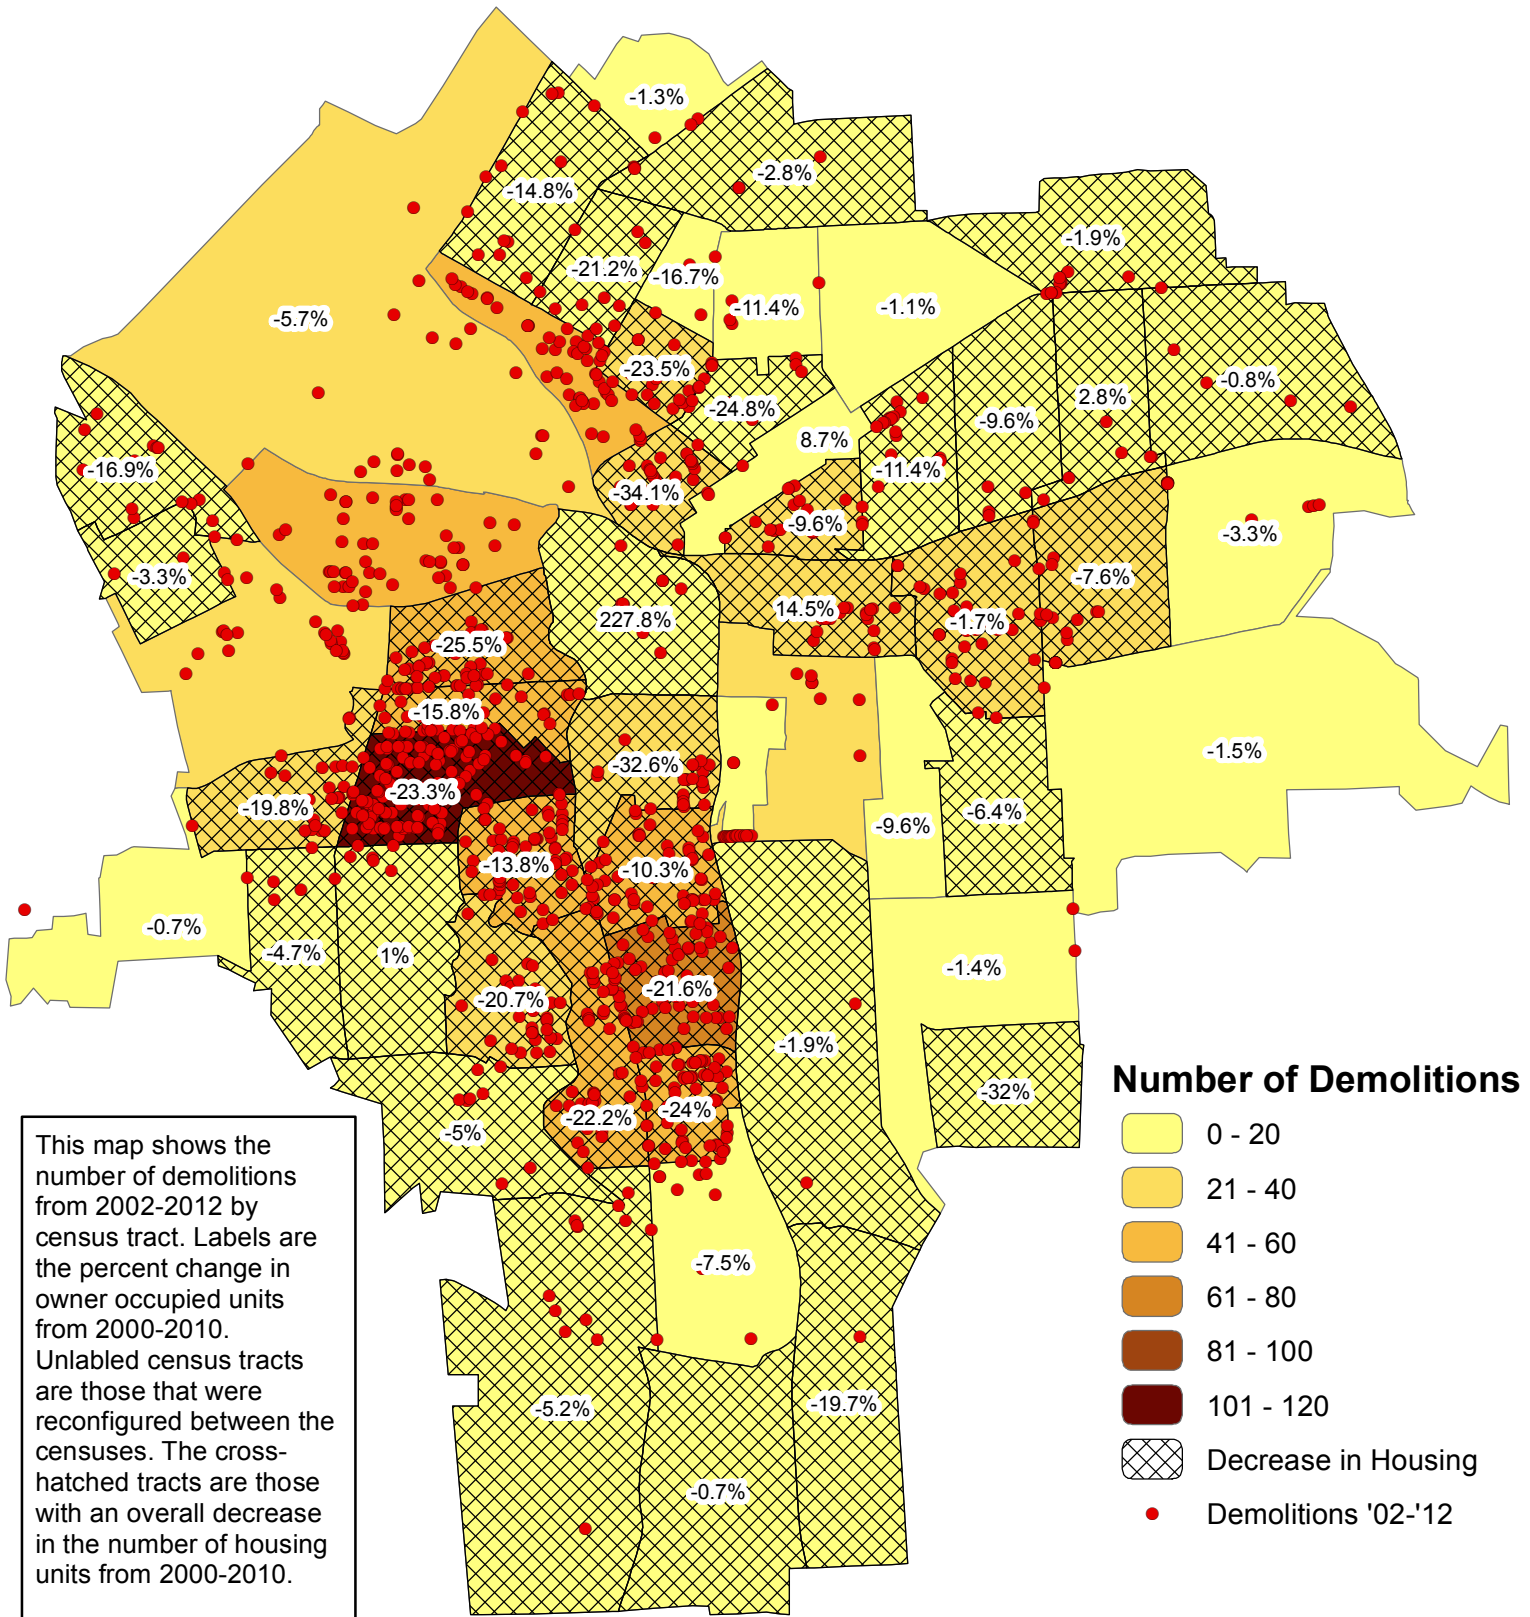 -1.3%
-2.8%
-14.8%
-1.9%
-21.2%
-16.7%
-11.4%
-1.1%
-5.7%
-23.5%
-0.8%
2.8%
-24.8%
-9.6%
8.7%
-16.9%
-11.4%
-34.1%
-9.6%
-3.3%
-3.3%
-7.6%
14.5%
227.8%
-1.7%
-25.5%
-15.8%
-1.5%
-32.6%
-23.3%
-19.8%
-6.4%
-9.6%
-13.8%
-10.3%
-0.7%
-4.7%
1%
-1.4%
-21.6%
-20.7%
-1.9%
-32%
-24%
-22.2%
-5%
-7.5%
-19.7%
-5.2%
-0.7%
This map shows the
number of demolitions
from 2002-2012 by
census tract. Labels are
the percent change in
owner occupied units
from 2000-2010.
Unlabled census tracts
are those that were
reconfigured between the
censuses. The cross-
hatched tracts are those
with an overall decrease
in the number of housing
units from 2000-2010.
Number of Demolitions
0 - 20
21 - 40
41 - 60
61 - 80
81 - 100
101 - 120
Decrease in Housing
Demolitions '02-'12